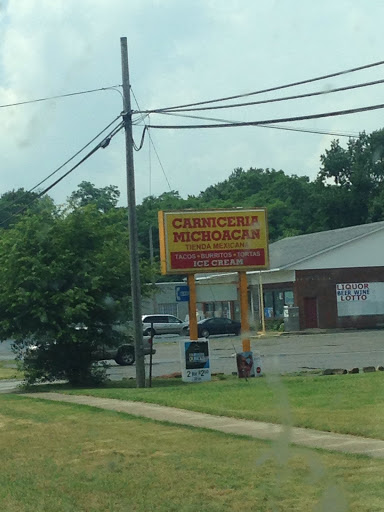 CARNICERIA
MICHOACAN
TIENDA MEXICANA
TACOS • BURRITOS • TORTAS
ICE CREAM
LIQUOR
BEER WINE
LOTTO